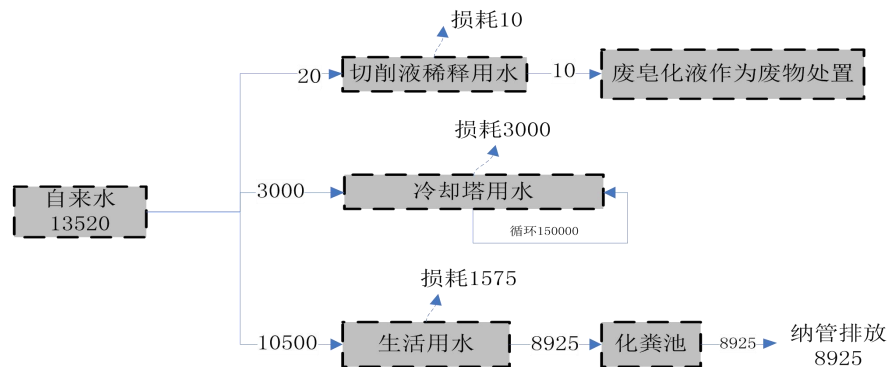 损耗10
20
切削液稀释用水
10
废皂化液作为废物处置
损耗3000
自来水
13520
3000
冷却塔用水
循环150000
损耗1575
10500
生活用水
8925
化粪池
8925
纳管排放
8925